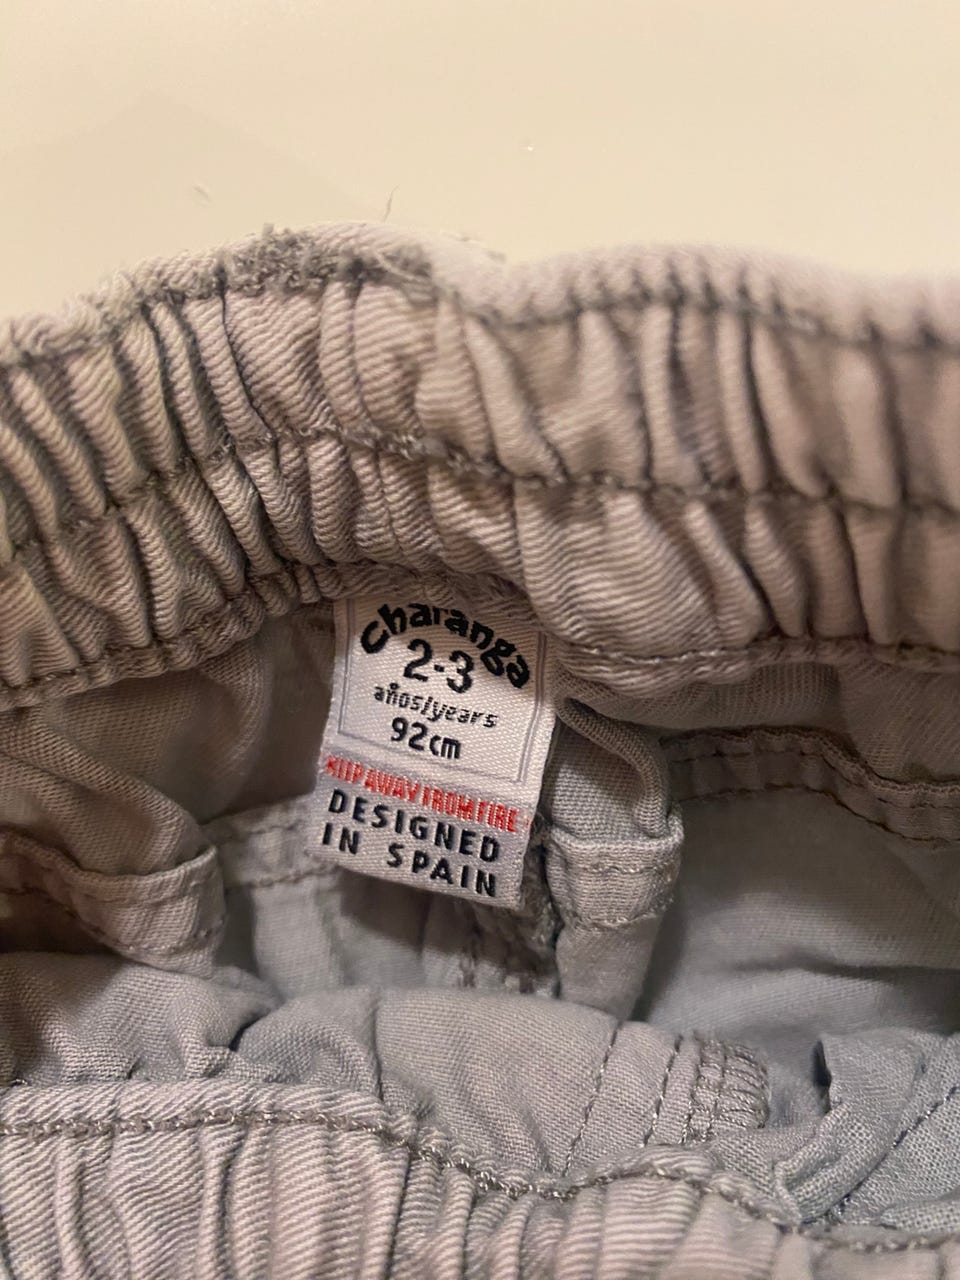 charanga
2-3
años/years
92cm
KEEP AWAY FROM FIRE
DESIGNED
IN SPAIN